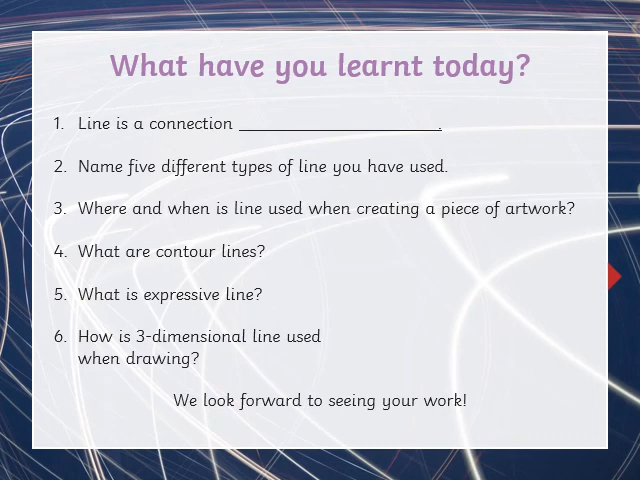 What have you learnt today?
1. Line is a connection ____________________.
2. Name five different types of line you have used.
3. Where and when is line used when creating a piece of artwork?
4. What are contour lines?
5. What is expressive line?
6. How is 3-dimensional line used
when drawing?
We look forward to seeing your work!